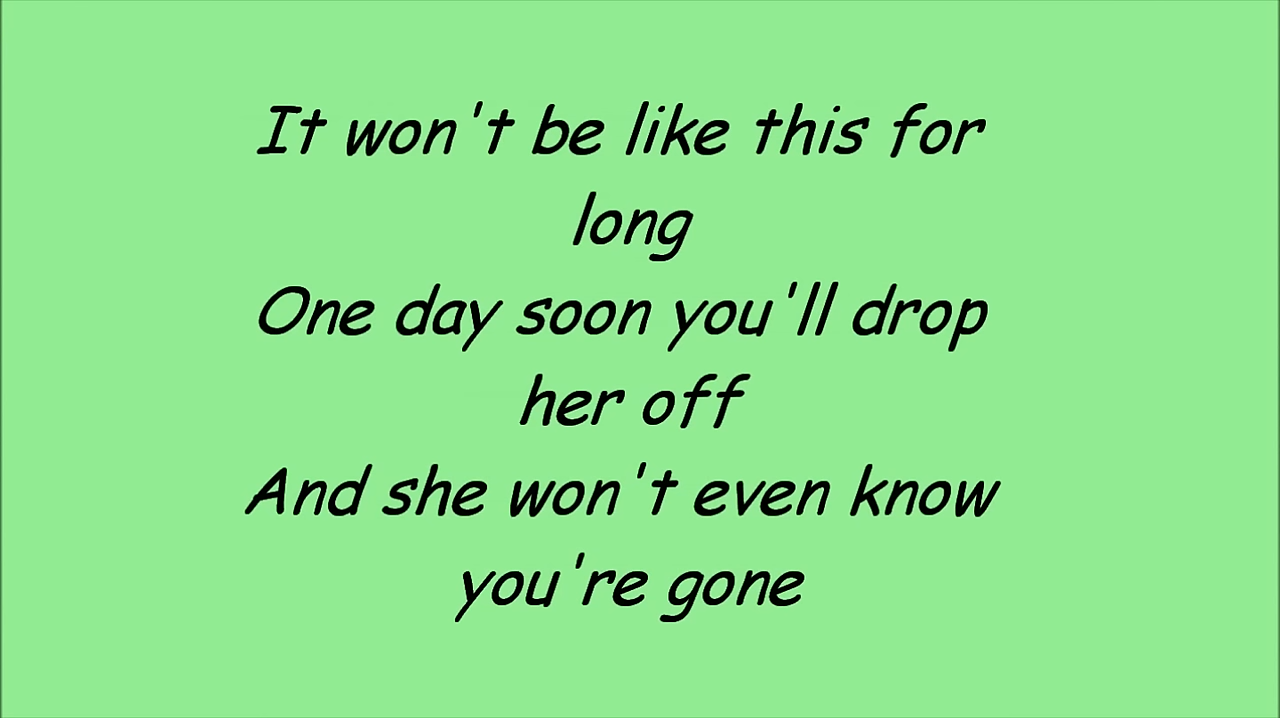 It won't be like this for
long
One day soon you'll drop
her off
And she won't even know
you're gone